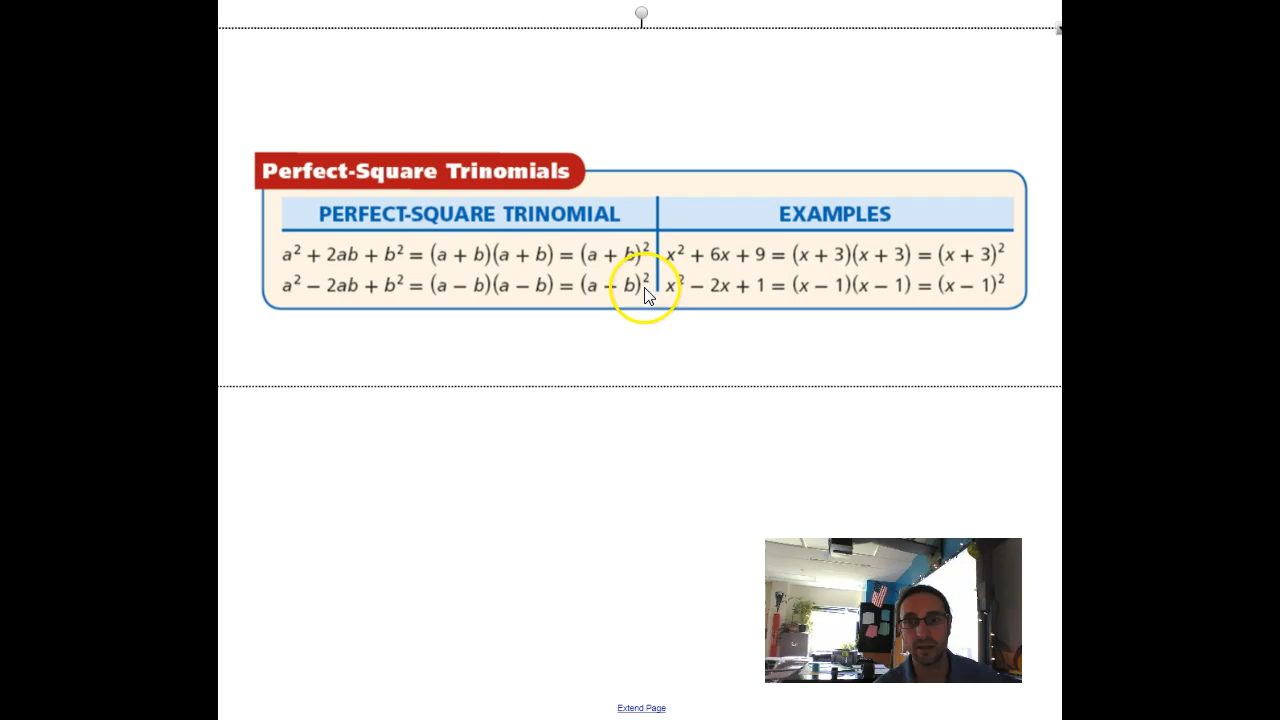 Perfect-Square Trinomials
PERFECT-SQUARE TRINOMIAL EXAMPLES
a² + 2ab + b² = (a + b)(a + b) = (a + b)² x² + 6x + 9 = (x + 3)(x + 3) = (x + 3)²
a² − 2ab + b² = (a − b)(a − b) = (a − b)² x² − 2x + 1 = (x − 1)(x − 1) = (x − 1)²
Extend Page